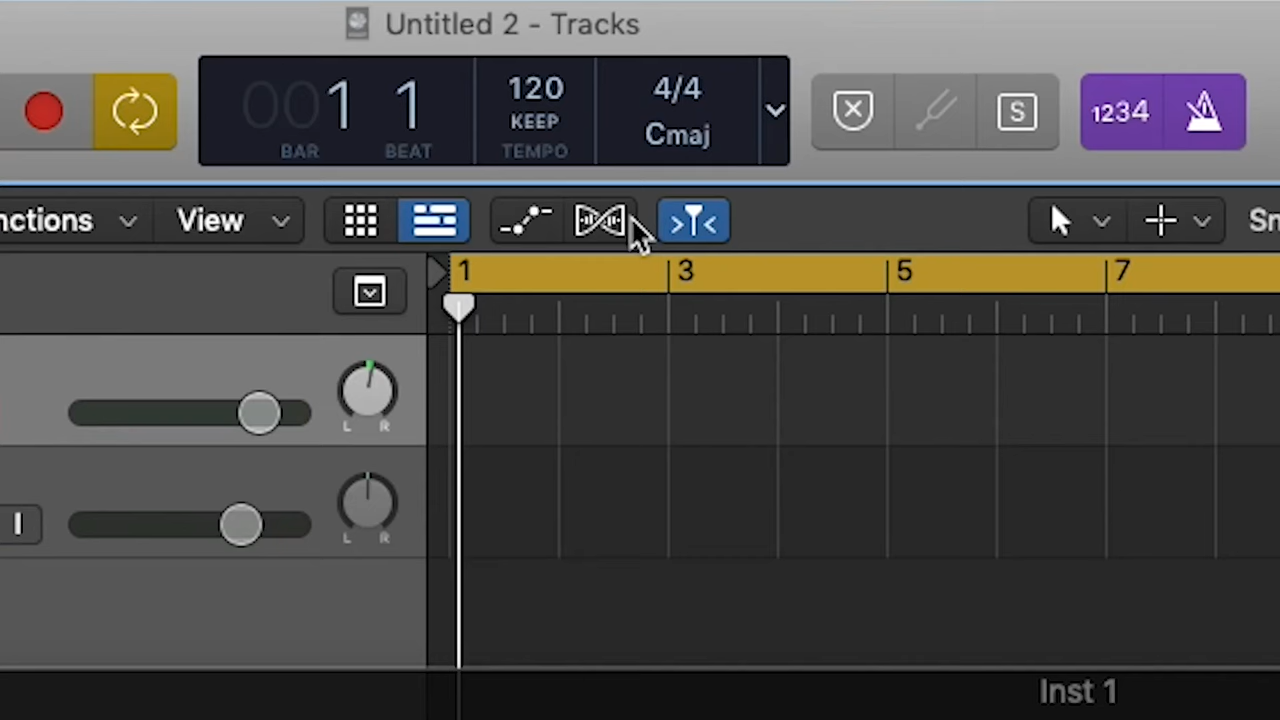 Untitled 2 - Tracks
001 1 120 4/4
KEEP Cmaj
BAR BEAT TEMPO
S 1234
nctions View Sn
1 3 5 7
L R
I
L R
Inst 1